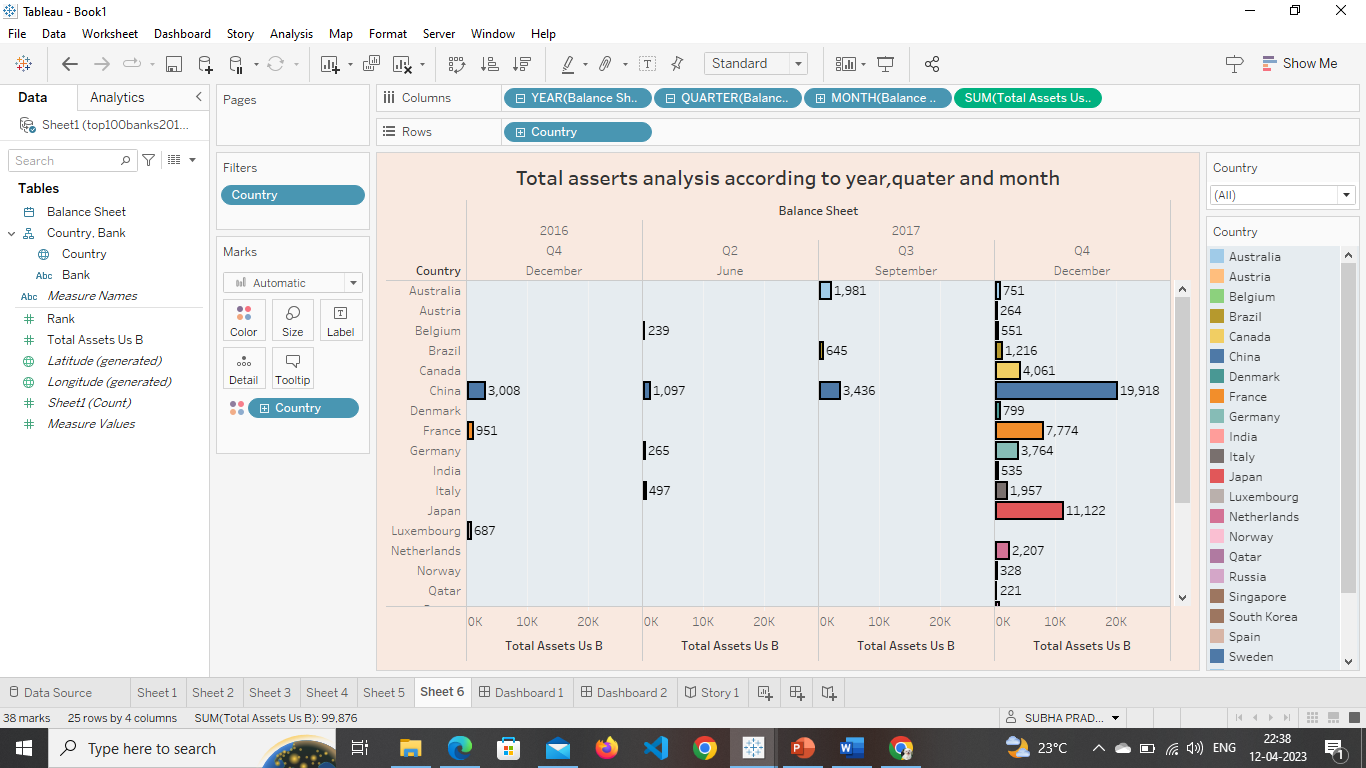 Tableau - Book1
File Data Worksheet Dashboard Story Analysis Map Format Server Window Help
Standard
Show Me
Data Analytics
Sheet1 (top100banks201...
Search
Tables
Balance Sheet
Country, Bank
Country
Abc Bank
Abc Measure Names
Rank
Total Assets Us B
Latitude (generated)
Longitude (generated)
Sheet1 (Count)
Measure Values
Pages
Filters
Country
Marks
Automatic
Color Size Label
Detail Tooltip
Country
Columns YEAR(Balance Sh.. QUARTER(Balanc.. MONTH(Balance .. SUM(Total Assets Us..
Rows Country
Total asserts analysis according to year,quater and month
Balance Sheet
2016 2017
Q4 Q2 Q3 Q4
Country December June September December
Australia 1,981 751
Austria 264
Belgium 239 551
Brazil 645 1,216
Canada 4,061
China 3,008 1,097 3,436 19,918
Denmark 799
France 951 7,774
Germany 265 3,764
India 535
Italy 497 1,957
Japan 11,122
Luxembourg 687
Netherlands 2,207
Norway 328
Qatar 221
0K 10K 20K 0K 10K 20K 0K 10K 20K 0K 10K 20K
Total Assets Us B Total Assets Us B Total Assets Us B Total Assets Us B
Country
(All)
Country
Australia
Austria
Belgium
Brazil
Canada
China
Denmark
France
Germany
India
Italy
Japan
Luxembourg
Netherlands
Norway
Qatar
Russia
Singapore
South Korea
Spain
Sweden
Data Source Sheet 1 Sheet 2 Sheet 3 Sheet 4 Sheet 5 Sheet 6 Dashboard 1 Dashboard 2 Story 1
38 marks 25 rows by 4 columns SUM(Total Assets Us B): 99.876 SUBHA PRAD...
Type here to search 23°C ENG 22:38
12-04-2023
1